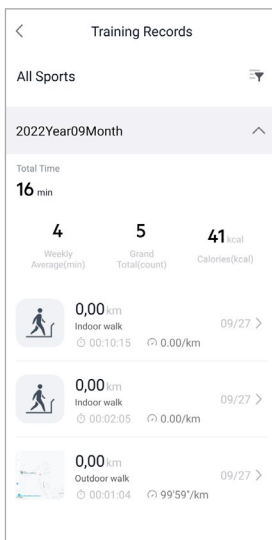 Training Records
All Sports
2022Year09Month
Total Time
16 min
4 5 41 kcal
Weekly Average(min) Grand Total(count) Calories(kcal)
0,00 km
Indoor walk 09/27
00:10:15 0.00/km
0,00 km
Indoor walk 09/27
00:02:05 0.00/km
0,00 km
Outdoor walk 09/27
00:01:04 99'59"/km